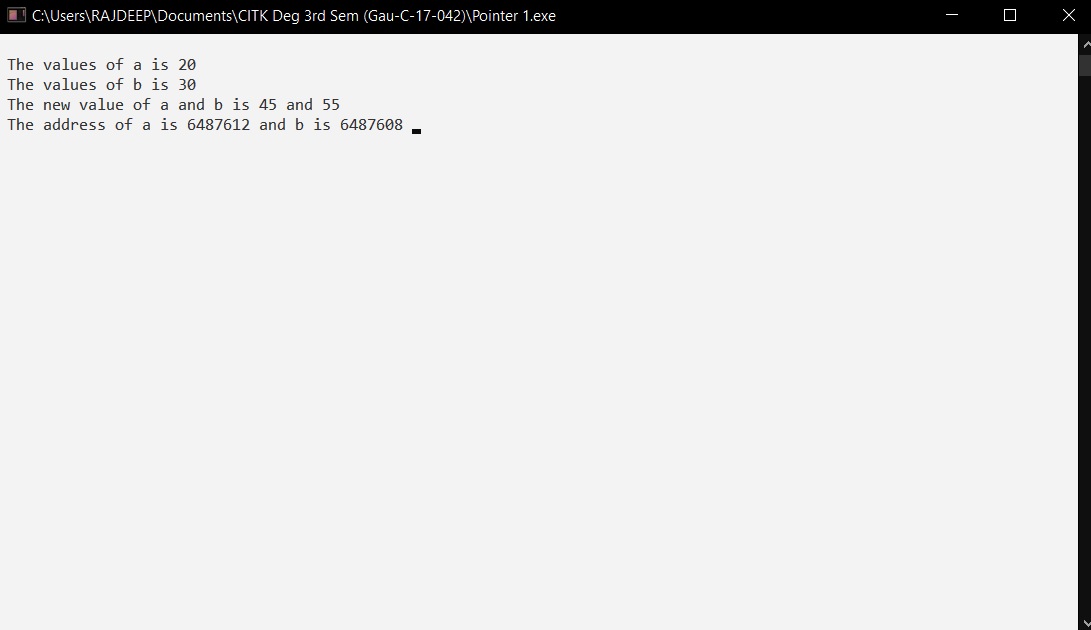 C:\Users\RAJDEEP\Documents\CITK Deg 3rd Sem (Gau-C-17-042)\Pointer 1.exe
The values of a is 20
The values of b is 30
The new value of a and b is 45 and 55
The address of a is 6487612 and b is 6487608